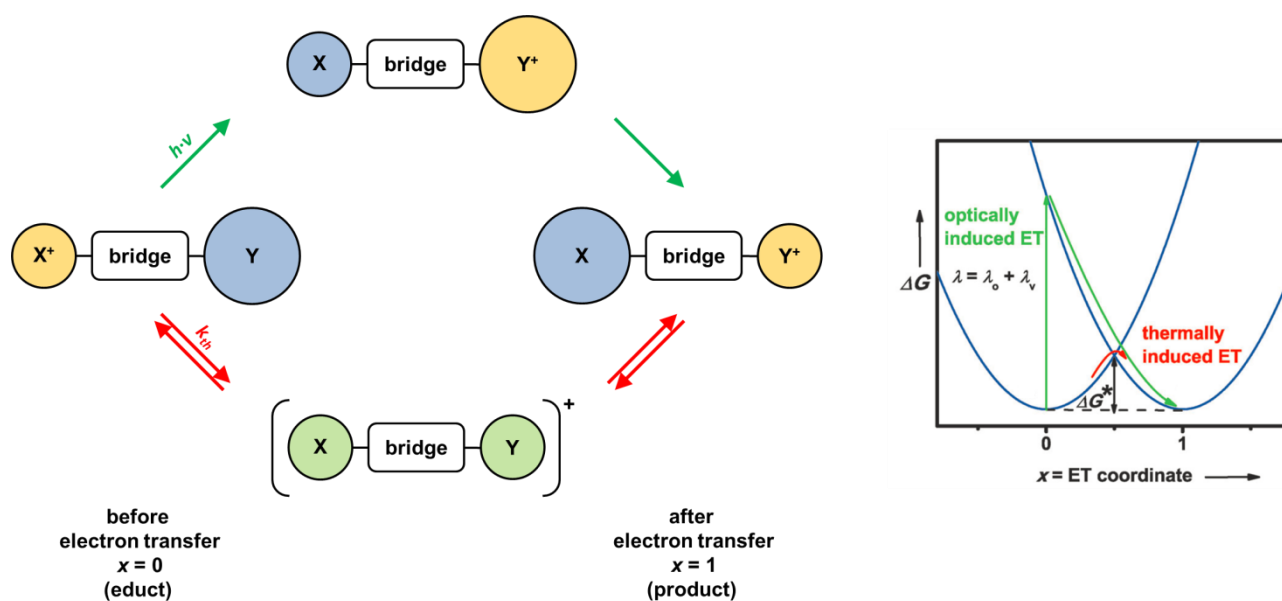 X bridge Y⁺
h·ν
X⁺ bridge Y
X bridge Y⁺
k_th
X bridge Y +
before
electron transfer
x = 0
(educt)
after
electron transfer
x = 1
(product)
ΔG
optically
induced ET
λ = λ_o + λ_v
thermally
induced ET
ΔG*
0 1
x = ET coordinate